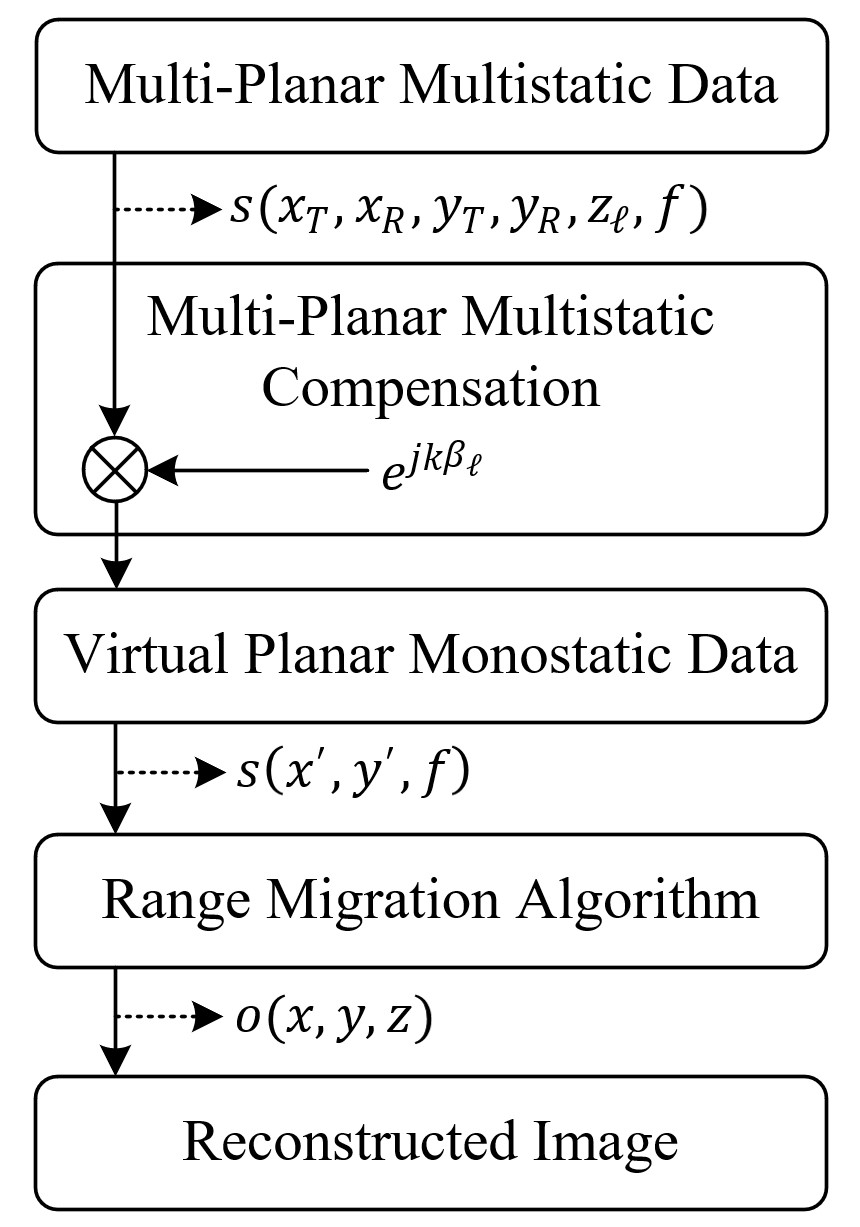 Multi-Planar Multistatic Data
s(x_T, x_R, y_T, y_R, z_ℓ, f)
Multi-Planar Multistatic
Compensation
e^{jkβ_ℓ}
Virtual Planar Monostatic Data
s(x′, y′, f)
Range Migration Algorithm
o(x, y, z)
Reconstructed Image